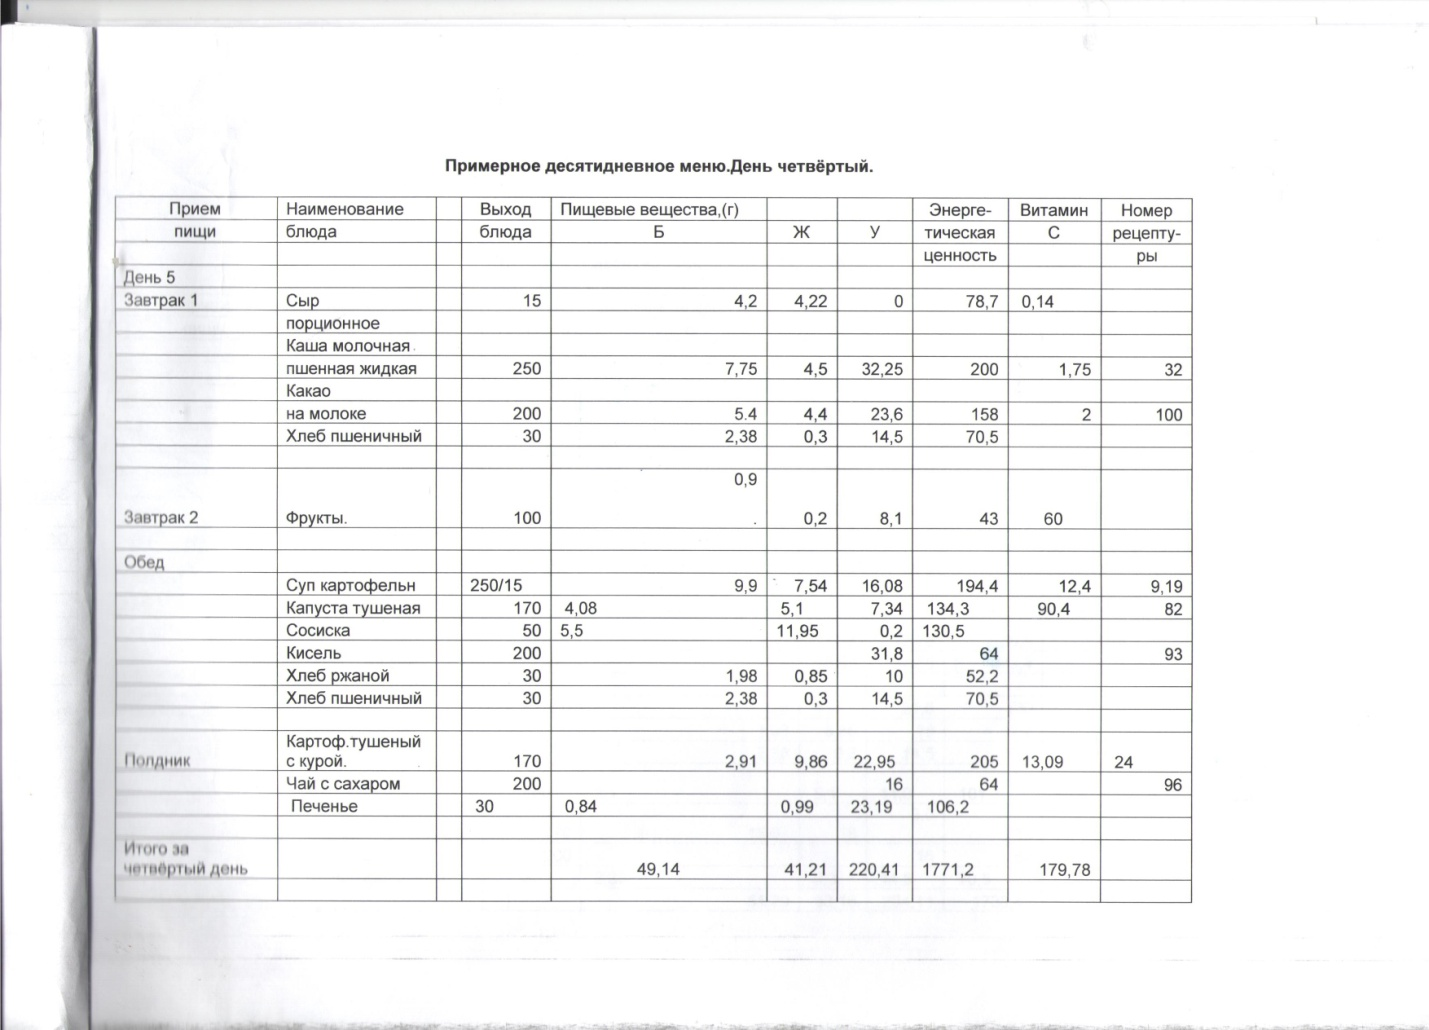 Примерное десятидневное меню.День четвёртый.
Прием Наименование Выход Пищевые вещества,(г) Энерге- Витамин Номер
пищи блюда блюда Б Ж У тическая С рецепту-
ценность ры
День 5
Завтрак 1 Сыр 15 4,2 4,22 0 78,7 0,14
порционное
Каша молочная
пшенная жидкая 250 7,75 4,5 32,25 200 1,75 32
Какао
на молоке 200 5.4 4,4 23,6 158 2 100
Хлеб пшеничный 30 2,38 0,3 14,5 70,5
0,9
Завтрак 2 Фрукты. 100 0,2 8,1 43 60
Обед
Суп картофельн 250/15 9,9 7,54 16,08 194,4 12,4 9,19
Капуста тушеная 170 4,08 5,1 7,34 134,3 90,4 82
Сосиска 50 5,5 11,95 0,2 130,5
Кисель 200 31,8 64 93
Хлеб ржаной 30 1,98 0,85 10 52,2
Хлеб пшеничный 30 2,38 0,3 14,5 70,5
Картоф.тушеный
Полдник с курой. 170 2,91 9,86 22,95 205 13,09 24
Чай с сахаром 200 16 64 96
Печенье 30 0,84 0,99 23,19 106,2
Итого за
четвёртый день 49,14 41,21 220,41 1771,2 179,78